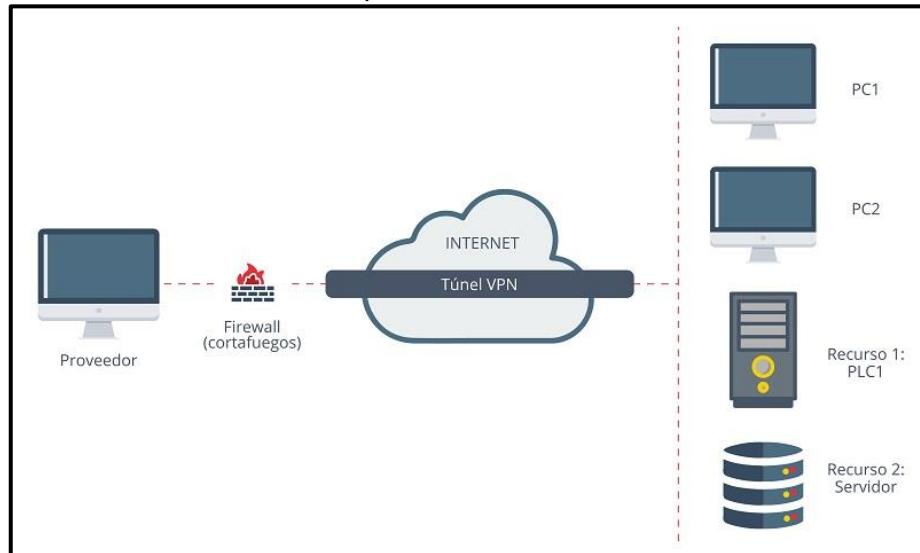 PC1
PC2
INTERNET
Túnel VPN
Firewall
(cortafuegos)
Proveedor
Recurso 1:
PLC1
Recurso 2:
Servidor